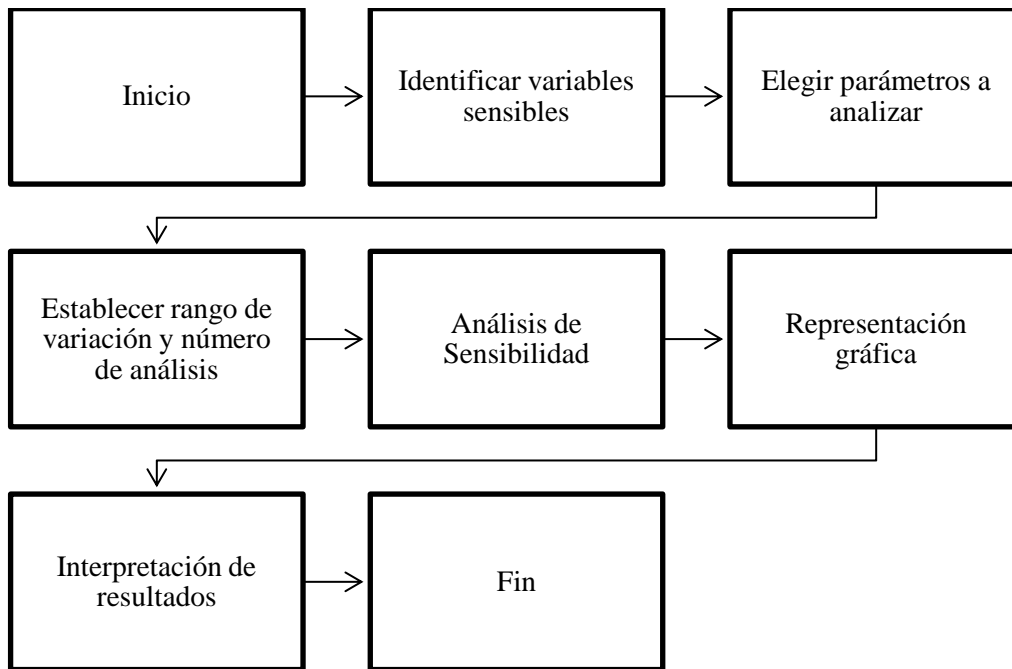 Inicio
Identificar variables
sensibles
Elegir parámetros a
analizar
Establecer rango de
variación y número
de análisis
Análisis de
Sensibilidad
Representación
gráfica
Interpretación de
resultados
Fin